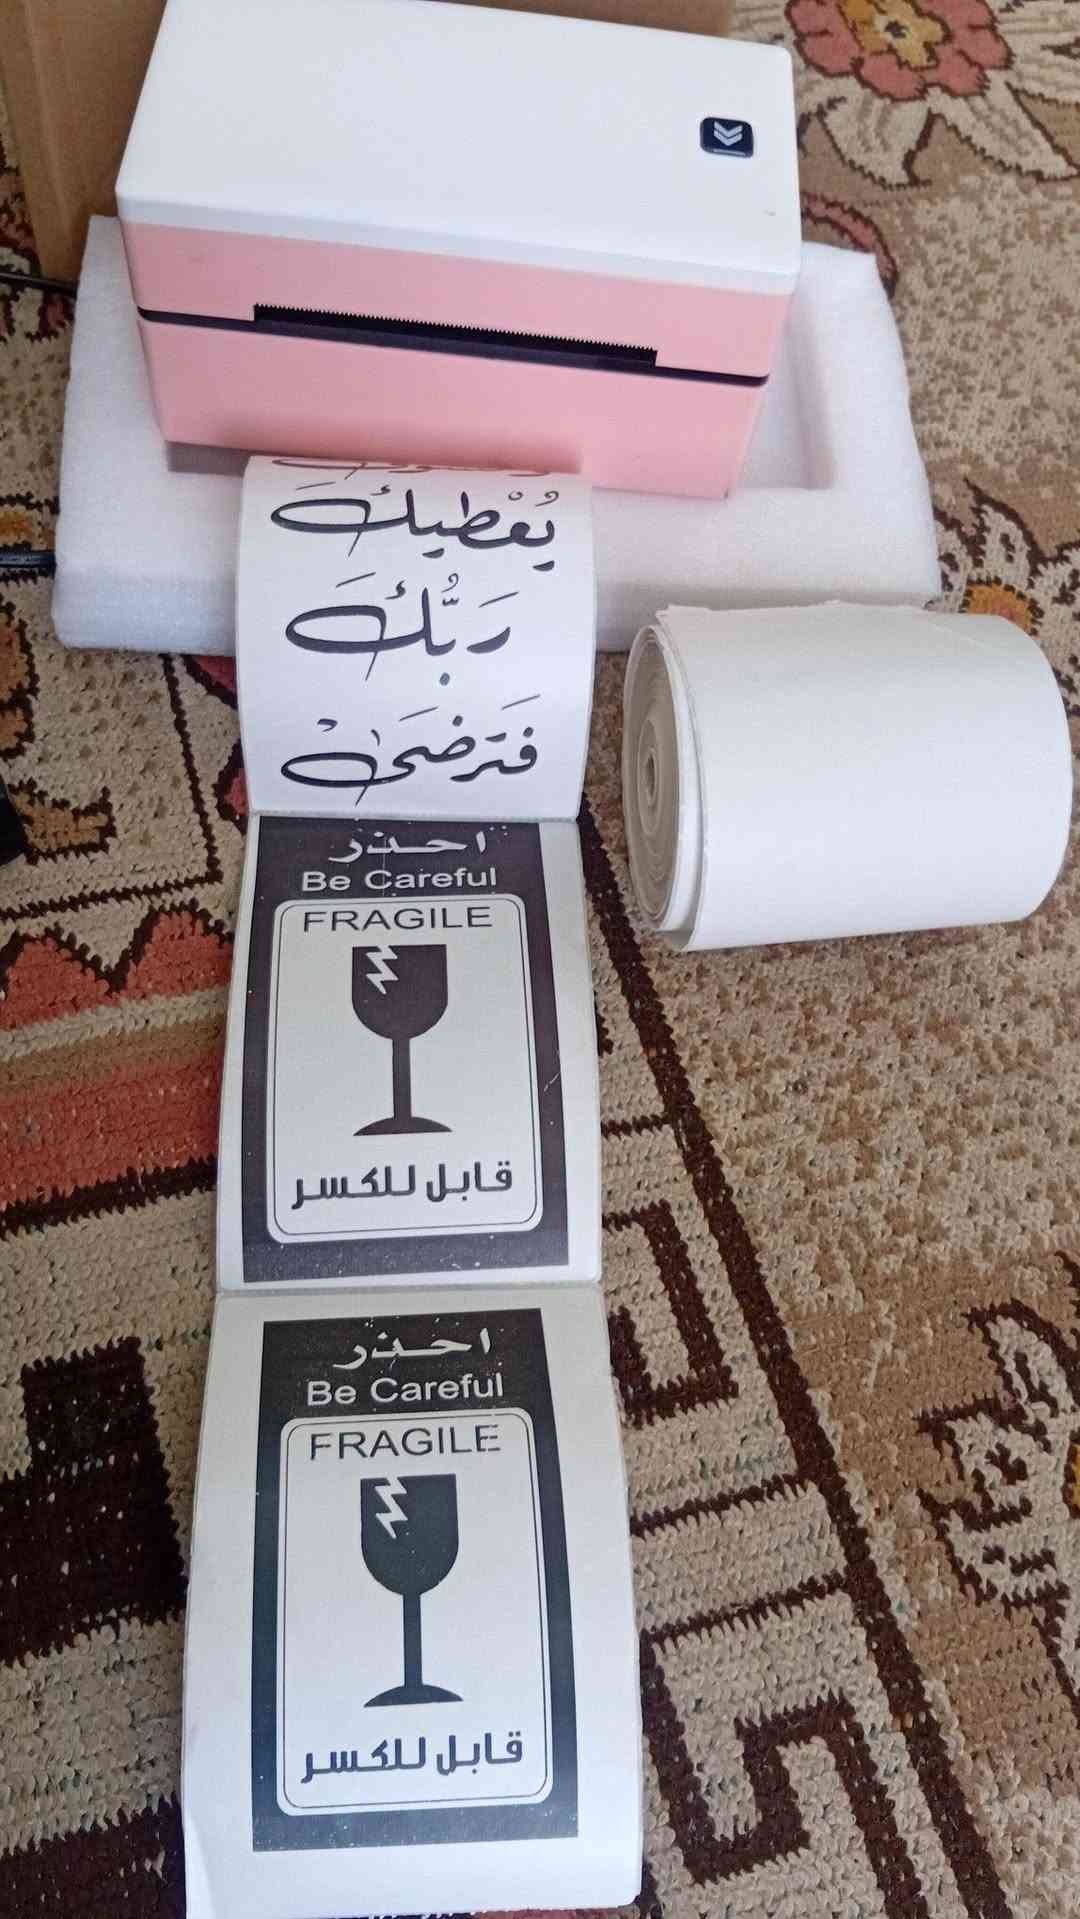 يُعْطِيكَ
رَبُّكَ
فَتَرْضَىٰ
احذر
Be Careful
FRAGILE
قابل للكسر
احذر
Be Careful
FRAGILE
قابل للكسر